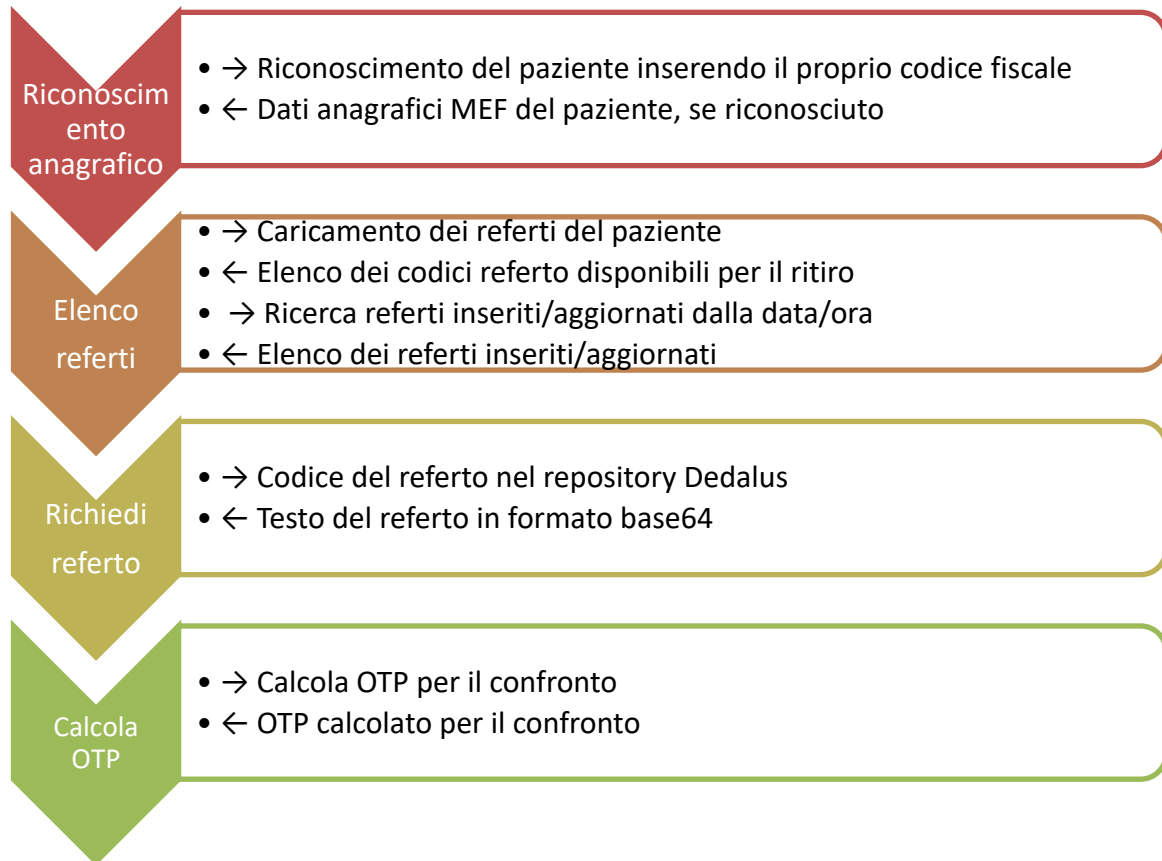 Riconoscim
ento
anagrafico
• → Riconoscimento del paziente inserendo il proprio codice fiscale
• ← Dati anagrafici MEF del paziente, se riconosciuto
Elenco
referti
• → Caricamento dei referti del paziente
• ← Elenco dei codici referto disponibili per il ritiro
• → Ricerca referti inseriti/aggiornati dalla data/ora
• ← Elenco dei referti inseriti/aggiornati
Richiedi
referto
• → Codice del referto nel repository Dedalus
• ← Testo del referto in formato base64
Calcola
OTP
• → Calcola OTP per il confronto
• ← OTP calcolato per il confronto